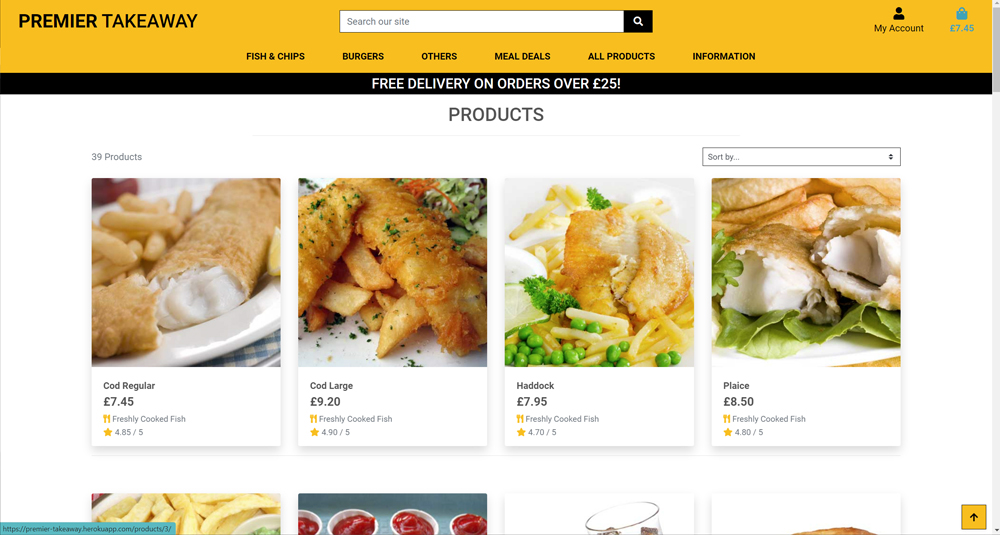 PREMIER TAKEAWAY
Search our site
My Account
£7.45
FISH & CHIPS BURGERS OTHERS MEAL DEALS ALL PRODUCTS INFORMATION
FREE DELIVERY ON ORDERS OVER £25!
PRODUCTS
39 Products
Sort by...
Cod Regular
£7.45
Freshly Cooked Fish
4.85 / 5
Cod Large
£9.20
Freshly Cooked Fish
4.90 / 5
Haddock
£7.95
Freshly Cooked Fish
4.70 / 5
Plaice
£8.50
Freshly Cooked Fish
4.80 / 5
https://premier-takeaway.herokuapp.com/products/3/